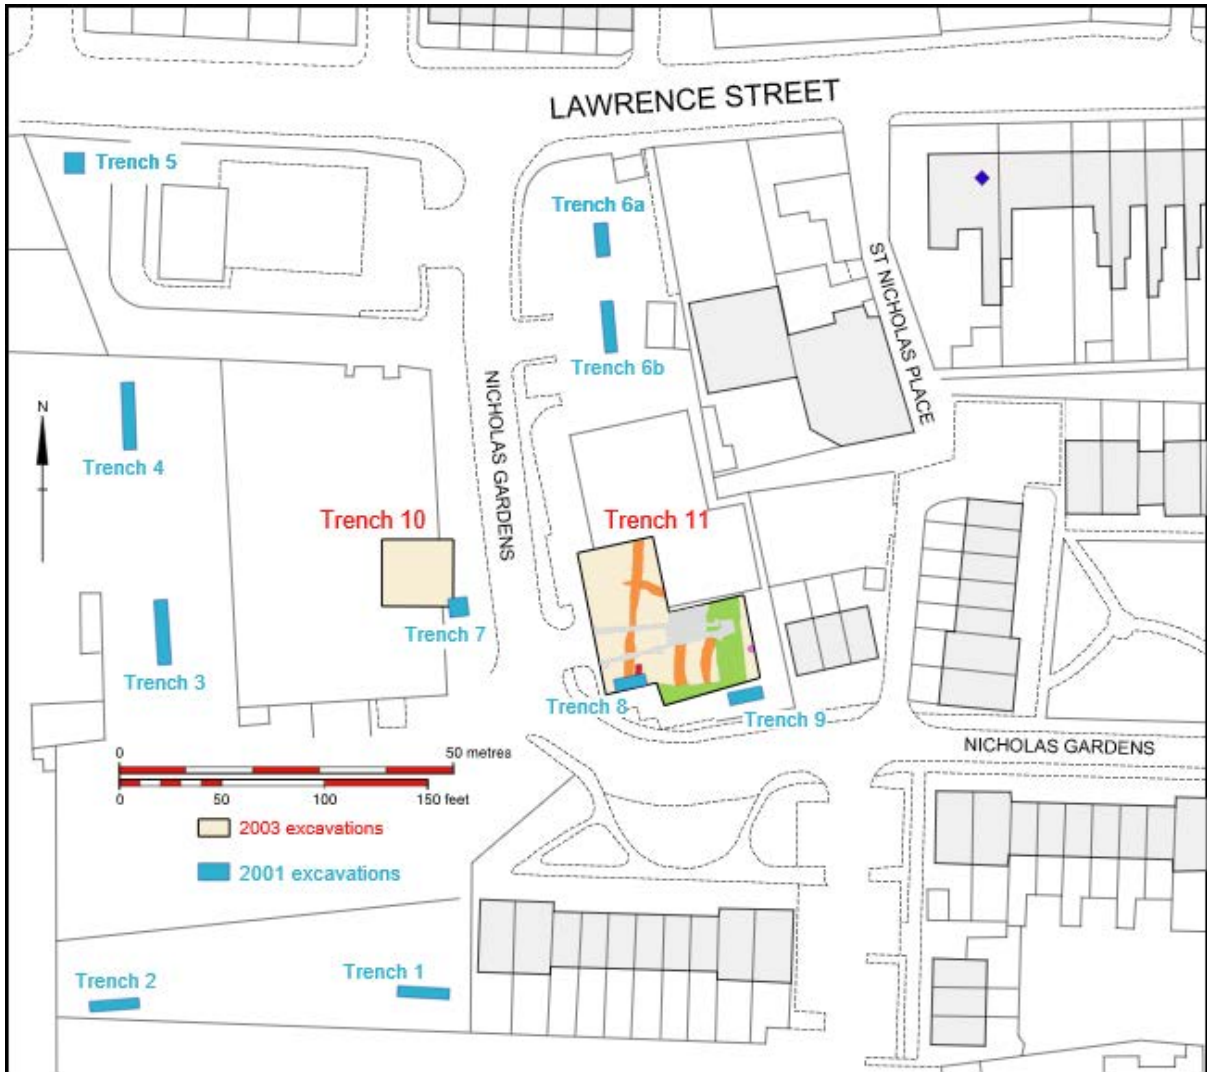 LAWRENCE STREET
Trench 5
Trench 6a
ST NICHOLAS PLACE
Trench 6b
NICHOLAS GARDENS
N
Trench 4
Trench 10
Trench 11
Trench 7
Trench 3
Trench 8
Trench 9
NICHOLAS GARDENS
0 50 metres
0 50 100 150 feet
2003 excavations
2001 excavations
Trench 2
Trench 1